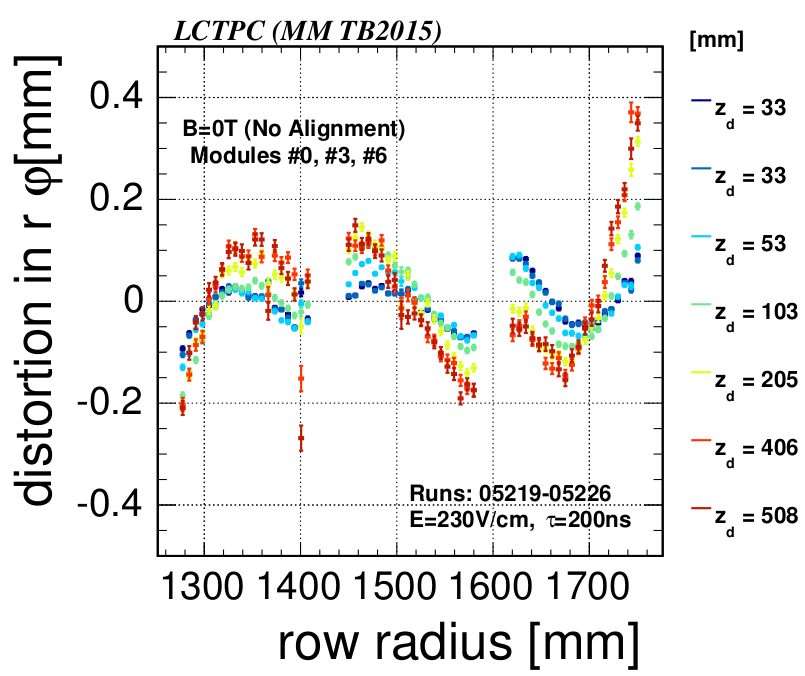 LCTPC (MM TB2015)
[mm]
distortion in r φ[mm]
0.4
0.2
0
-0.2
-0.4
B=0T (No Alignment)
Modules #0, #3, #6
Runs: 05219-05226
E=230V/cm, τ=200ns
1300 1400 1500 1600 1700
row radius [mm]
z_d = 33
z_d = 33
z_d = 53
z_d = 103
z_d = 205
z_d = 406
z_d = 508